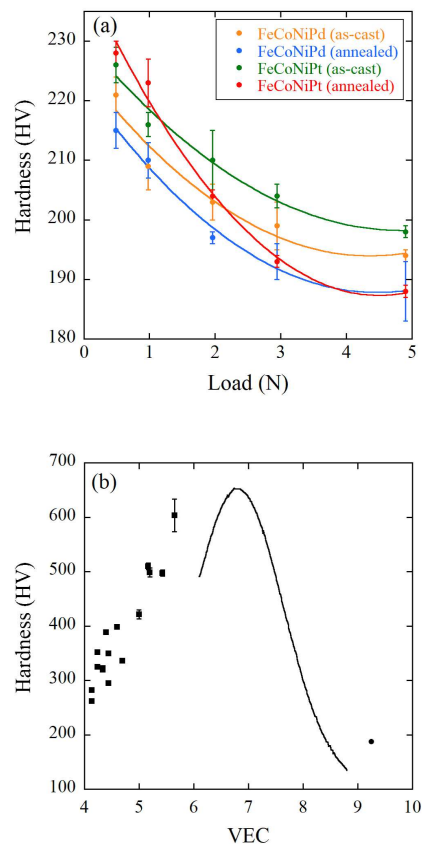 (a)
FeCoNiPd (as-cast)
FeCoNiPd (annealed)
FeCoNiPt (as-cast)
FeCoNiPt (annealed)
230
220
210
200
190
180
Hardness (HV)
0 1 2 3 4 5
Load (N)
(b)
700
600
500
400
300
200
100
Hardness (HV)
4 5 6 7 8 9 10
VEC